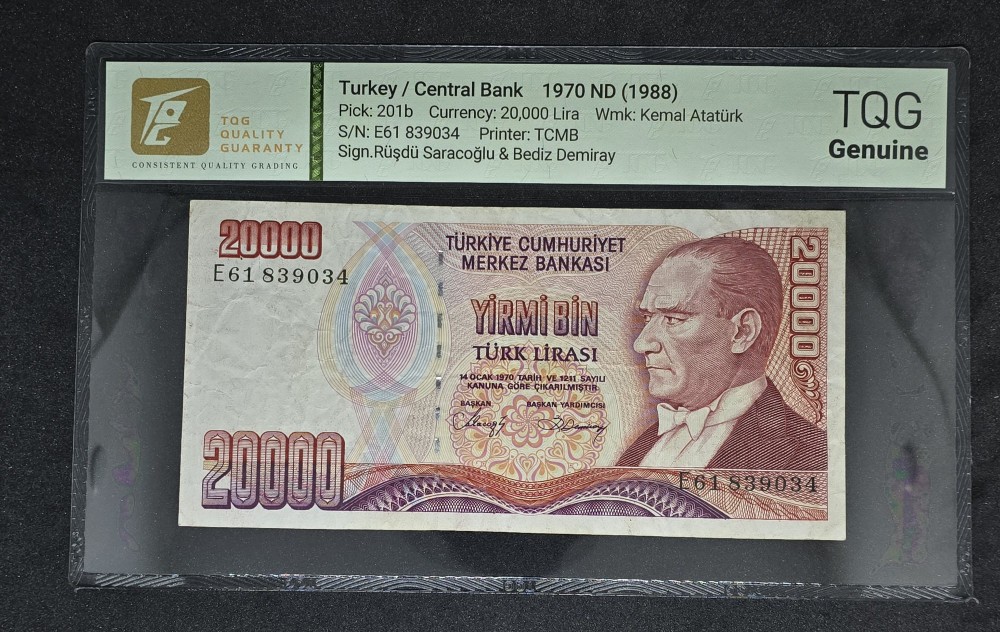 TQG
QUALITY
GUARANTY
CONSISTENT QUALITY GRADING
Turkey / Central Bank 1970 ND (1988)
Pick: 201b Currency: 20,000 Lira Wmk: Kemal Atatürk
S/N: E61 839034 Printer: TCMB
Sign.Rüşdü Saracoğlu & Bediz Demiray
TQG
Genuine
20000
E61 839034
TÜRKİYE CUMHURİYET
MERKEZ BANKASI
YİRMİ BİN
TÜRK LİRASI
14 OCAK 1970 TARİH VE 1211 SAYILI
KANUNA GÖRE ÇIKARILMIŞTIR.
BAŞKAN BAŞKAN YARDIMCISI
20000
20000
E61 839034